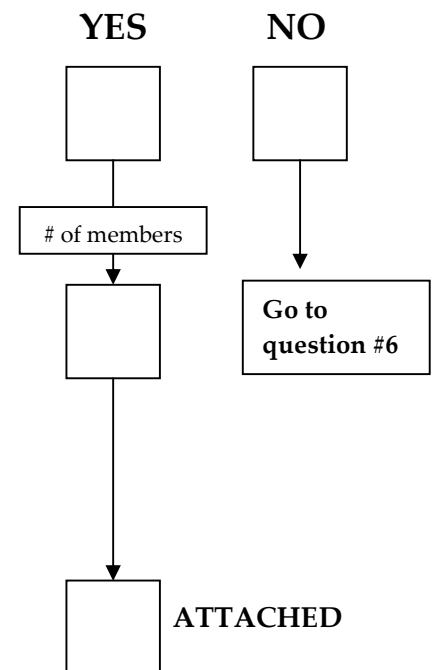 YES NO
# of members
Go to
question #6
ATTACHED